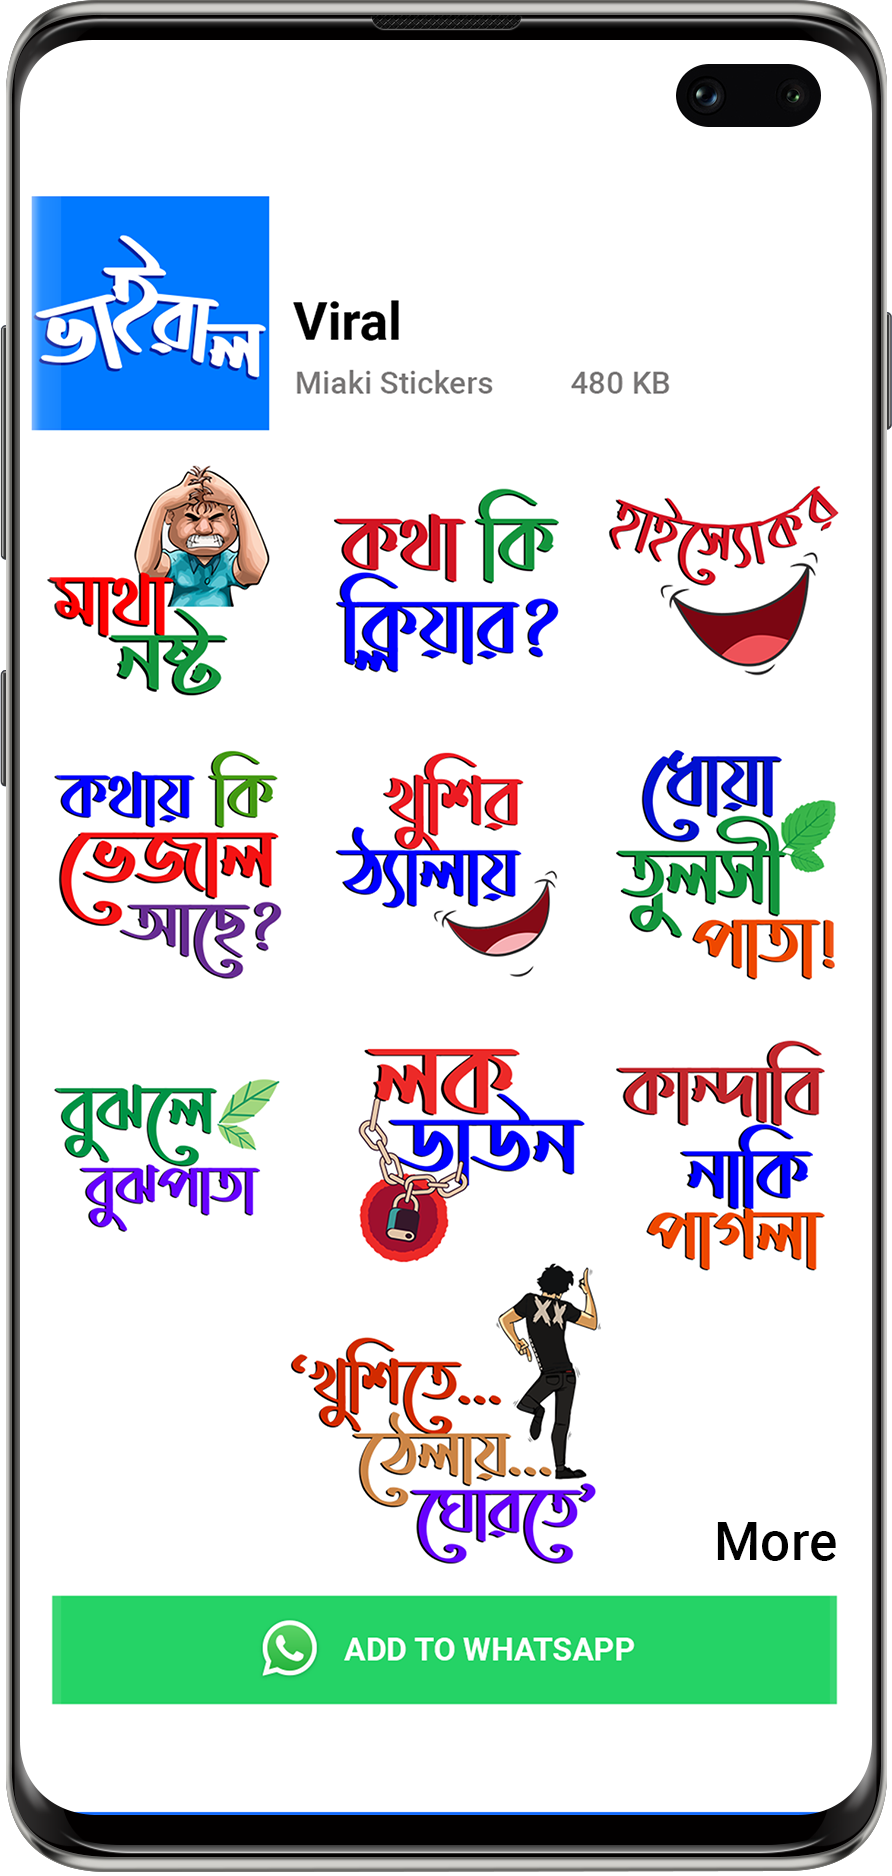 ভাইরাল
Viral
Miaki Stickers 480 KB
মাথা
নষ্ট
কথা কি
ক্লিয়ার?
হাইস্যোকর
কথায় কি
ভেজাল
আছে?
খুশির
ঠ্যালায়
ধোয়া
তুলসী
পাতা!
বুঝলে
বুঝপাতা
লক
ডাউন
কান্দাবি
নাকি
পাগলা
‘খুশিতে...
ঠেলায়...
ঘোরতে’
More
ADD TO WHATSAPP